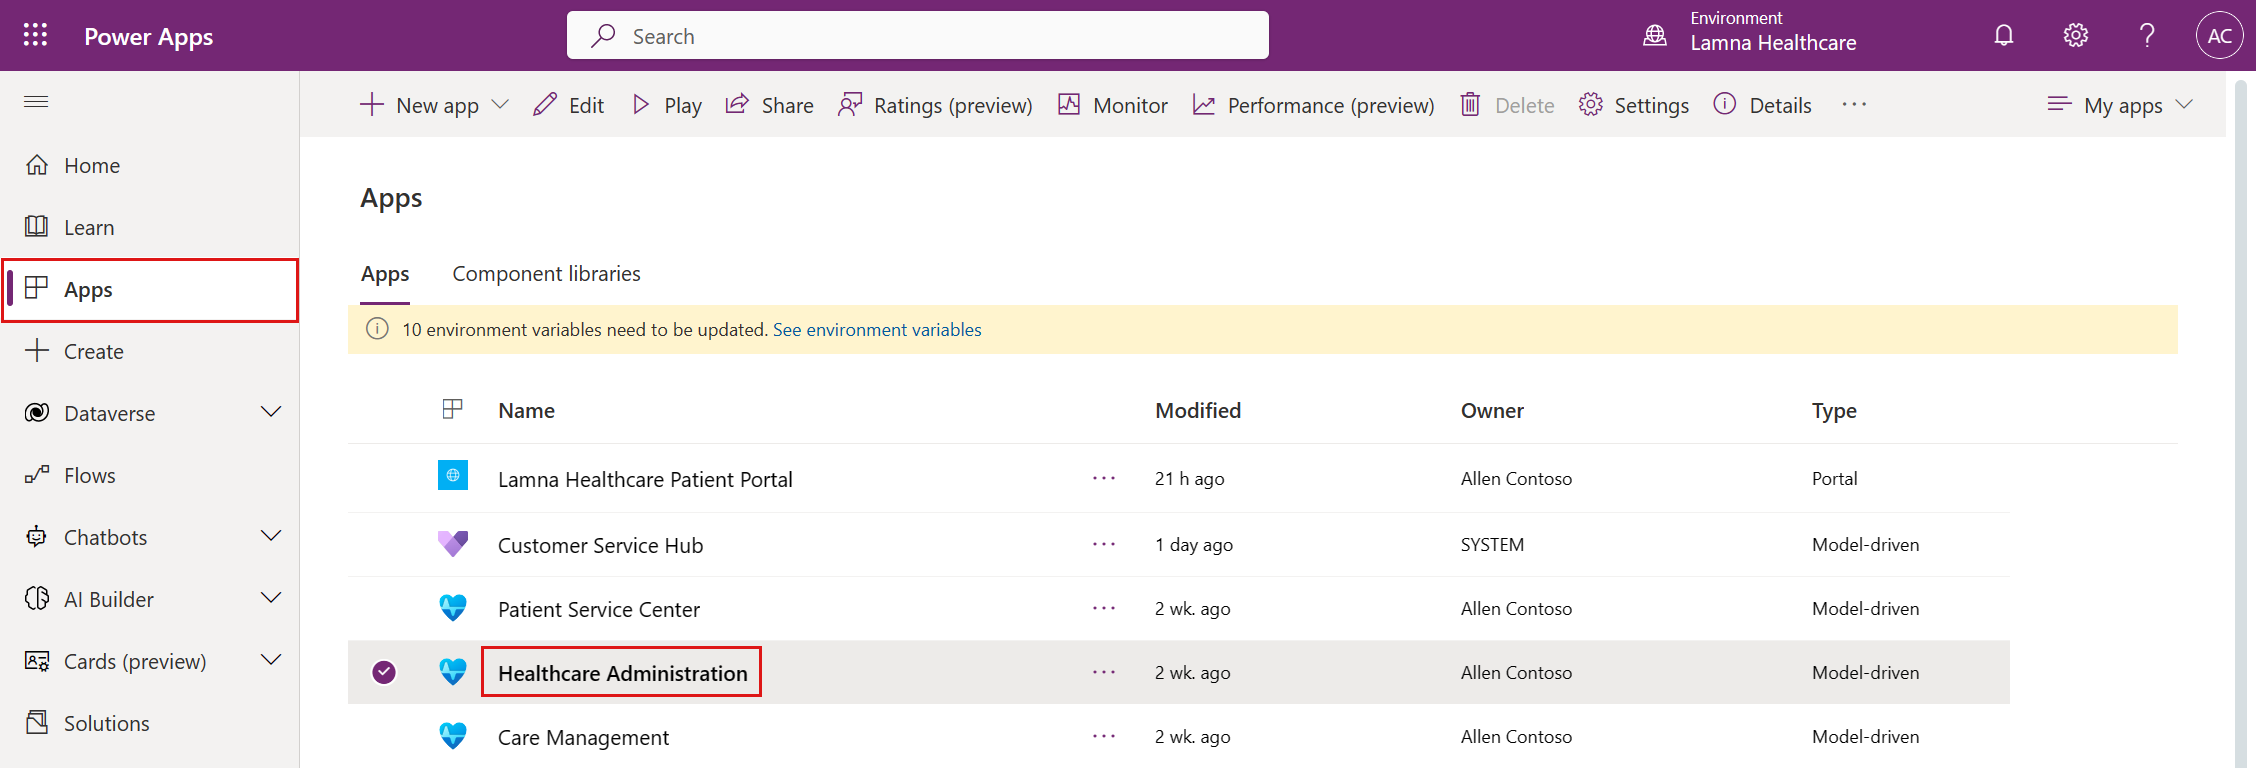 Power Apps
Search
Environment
Lamna Healthcare
?
AC
New app
Edit
Play
Share
Ratings (preview)
Monitor
Performance (preview)
Delete
Settings
Details
···
My apps
Home
Learn
Apps
Create
Dataverse
Flows
Chatbots
AI Builder
Cards (preview)
Solutions
Apps
Apps Component libraries
10 environment variables need to be updated. See environment variables
Name Modified Owner Type
Lamna Healthcare Patient Portal ··· 21 h ago Allen Contoso Portal
Customer Service Hub ··· 1 day ago SYSTEM Model-driven
Patient Service Center ··· 2 wk. ago Allen Contoso Model-driven
Healthcare Administration ··· 2 wk. ago Allen Contoso Model-driven
Care Management ··· 2 wk. ago Allen Contoso Model-driven